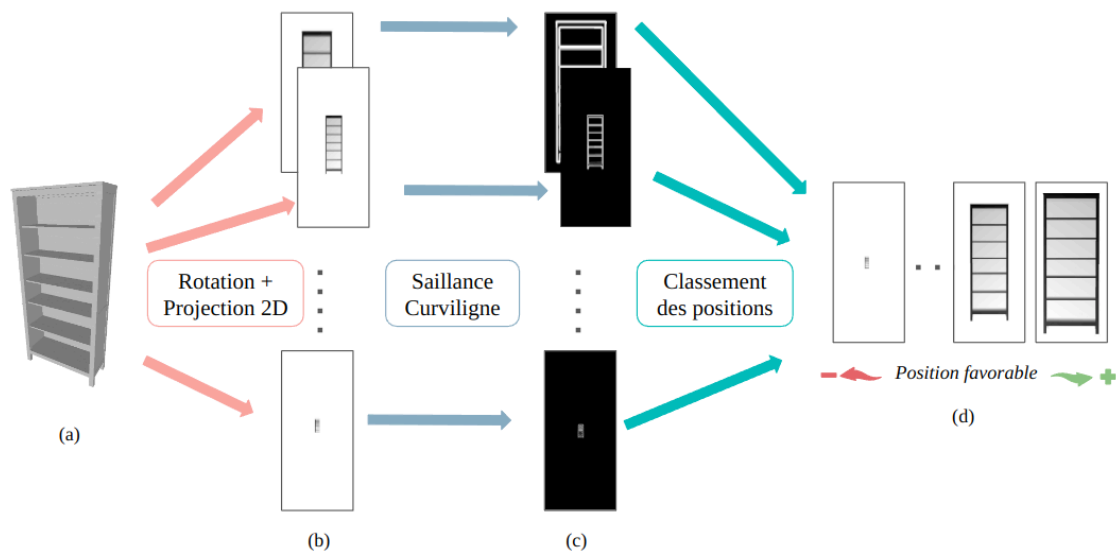 Rotation +
Projection 2D
Saillance
Curviligne
Classement
des positions
Position favorable
(a)
(b)
(c)
(d)